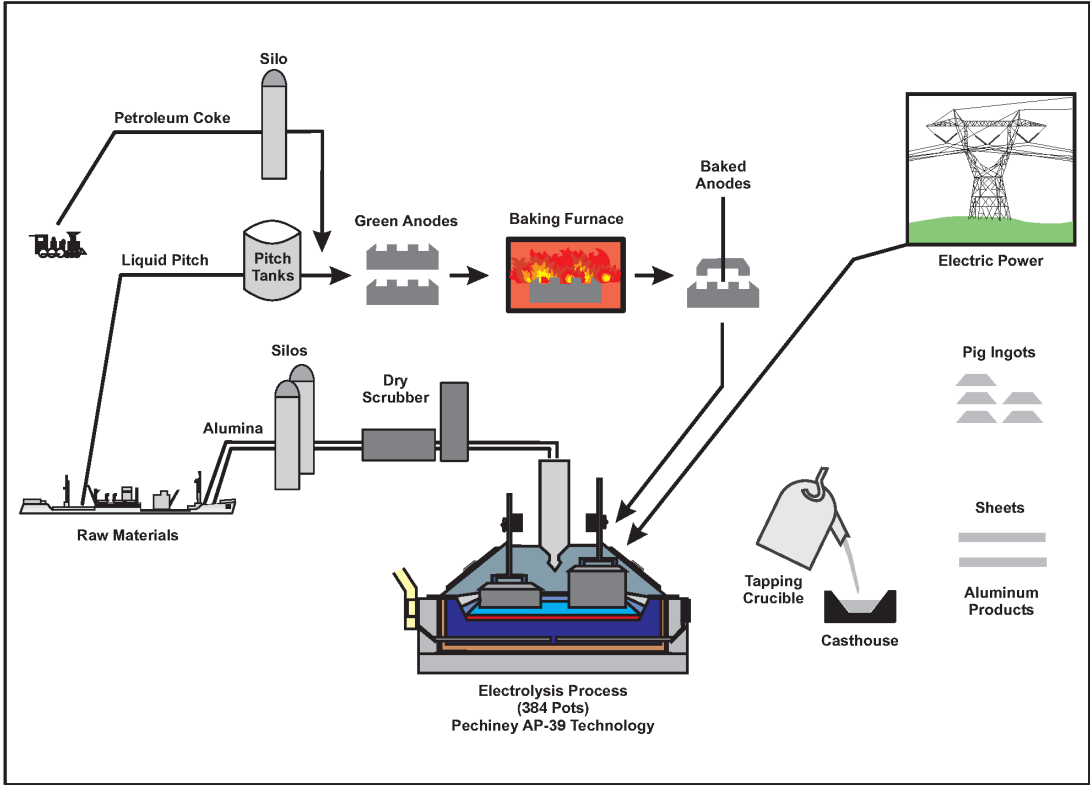 Silo
Petroleum Coke
Baked
Anodes
Green Anodes
Baking Furnace
Liquid Pitch
Pitch
Tanks
Electric Power
Silos
Pig Ingots
Dry
Scrubber
Alumina
Raw Materials
Sheets
Tapping
Crucible
Aluminum
Products
Casthouse
Electrolysis Process
(384 Pots)
Pechiney AP-39 Technology